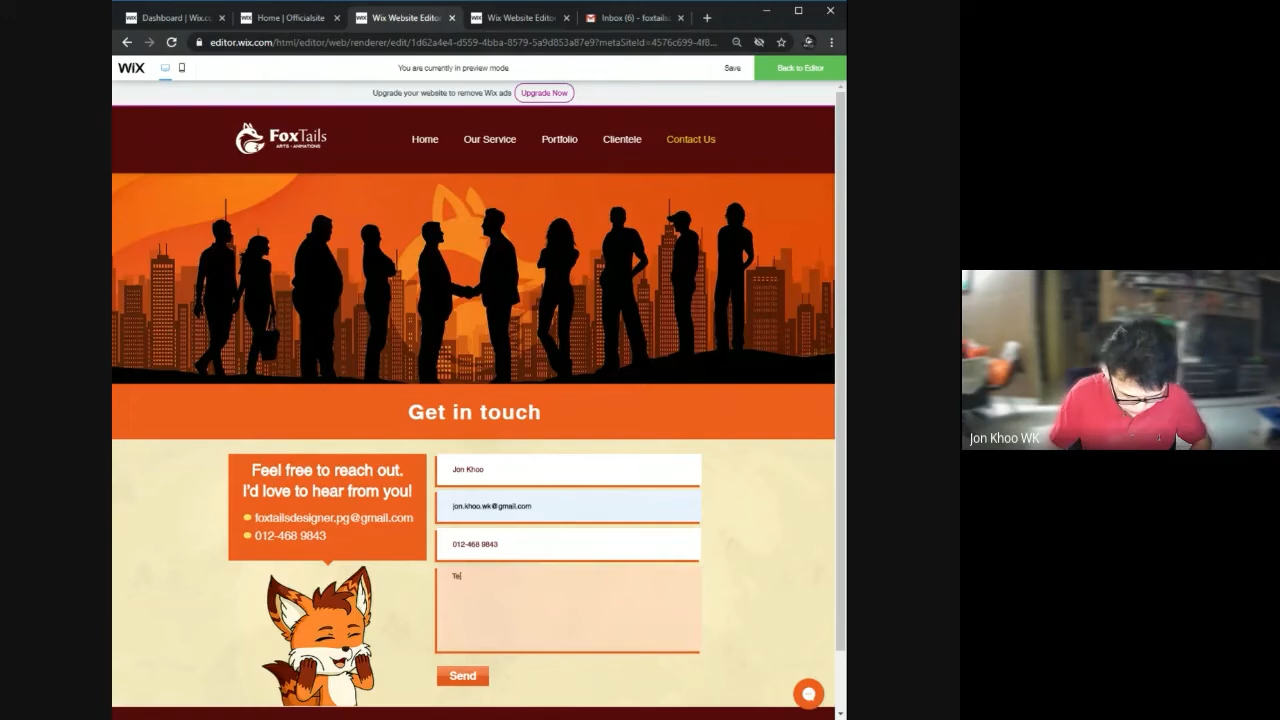 Dashboard | Wix.co
Home | Officialsite
Wix Website Editor
Wix Website Editor
Inbox (6) - foxtails
editor.wix.com/html/editor/web/renderer/edit/1d62a4e4-d559-4bba-8579-5a9d853a87e9?metaSiteId=4576c699-4f8...
WiX
You are currently in preview mode
Save
Back to Editor
Upgrade your website to remove Wix ads
Upgrade Now
FoxTails
ARTS • ANIMATIONS
Home
Our Service
Portfolio
Clientele
Contact Us
Get in touch
Feel free to reach out.
I'd love to hear from you!
foxtailsdesigner.pg@gmail.com
012-468 9843
Jon Khoo
jon.khoo.wk@gmail.com
012-468 9843
Te
Send
Jon Khoo WK